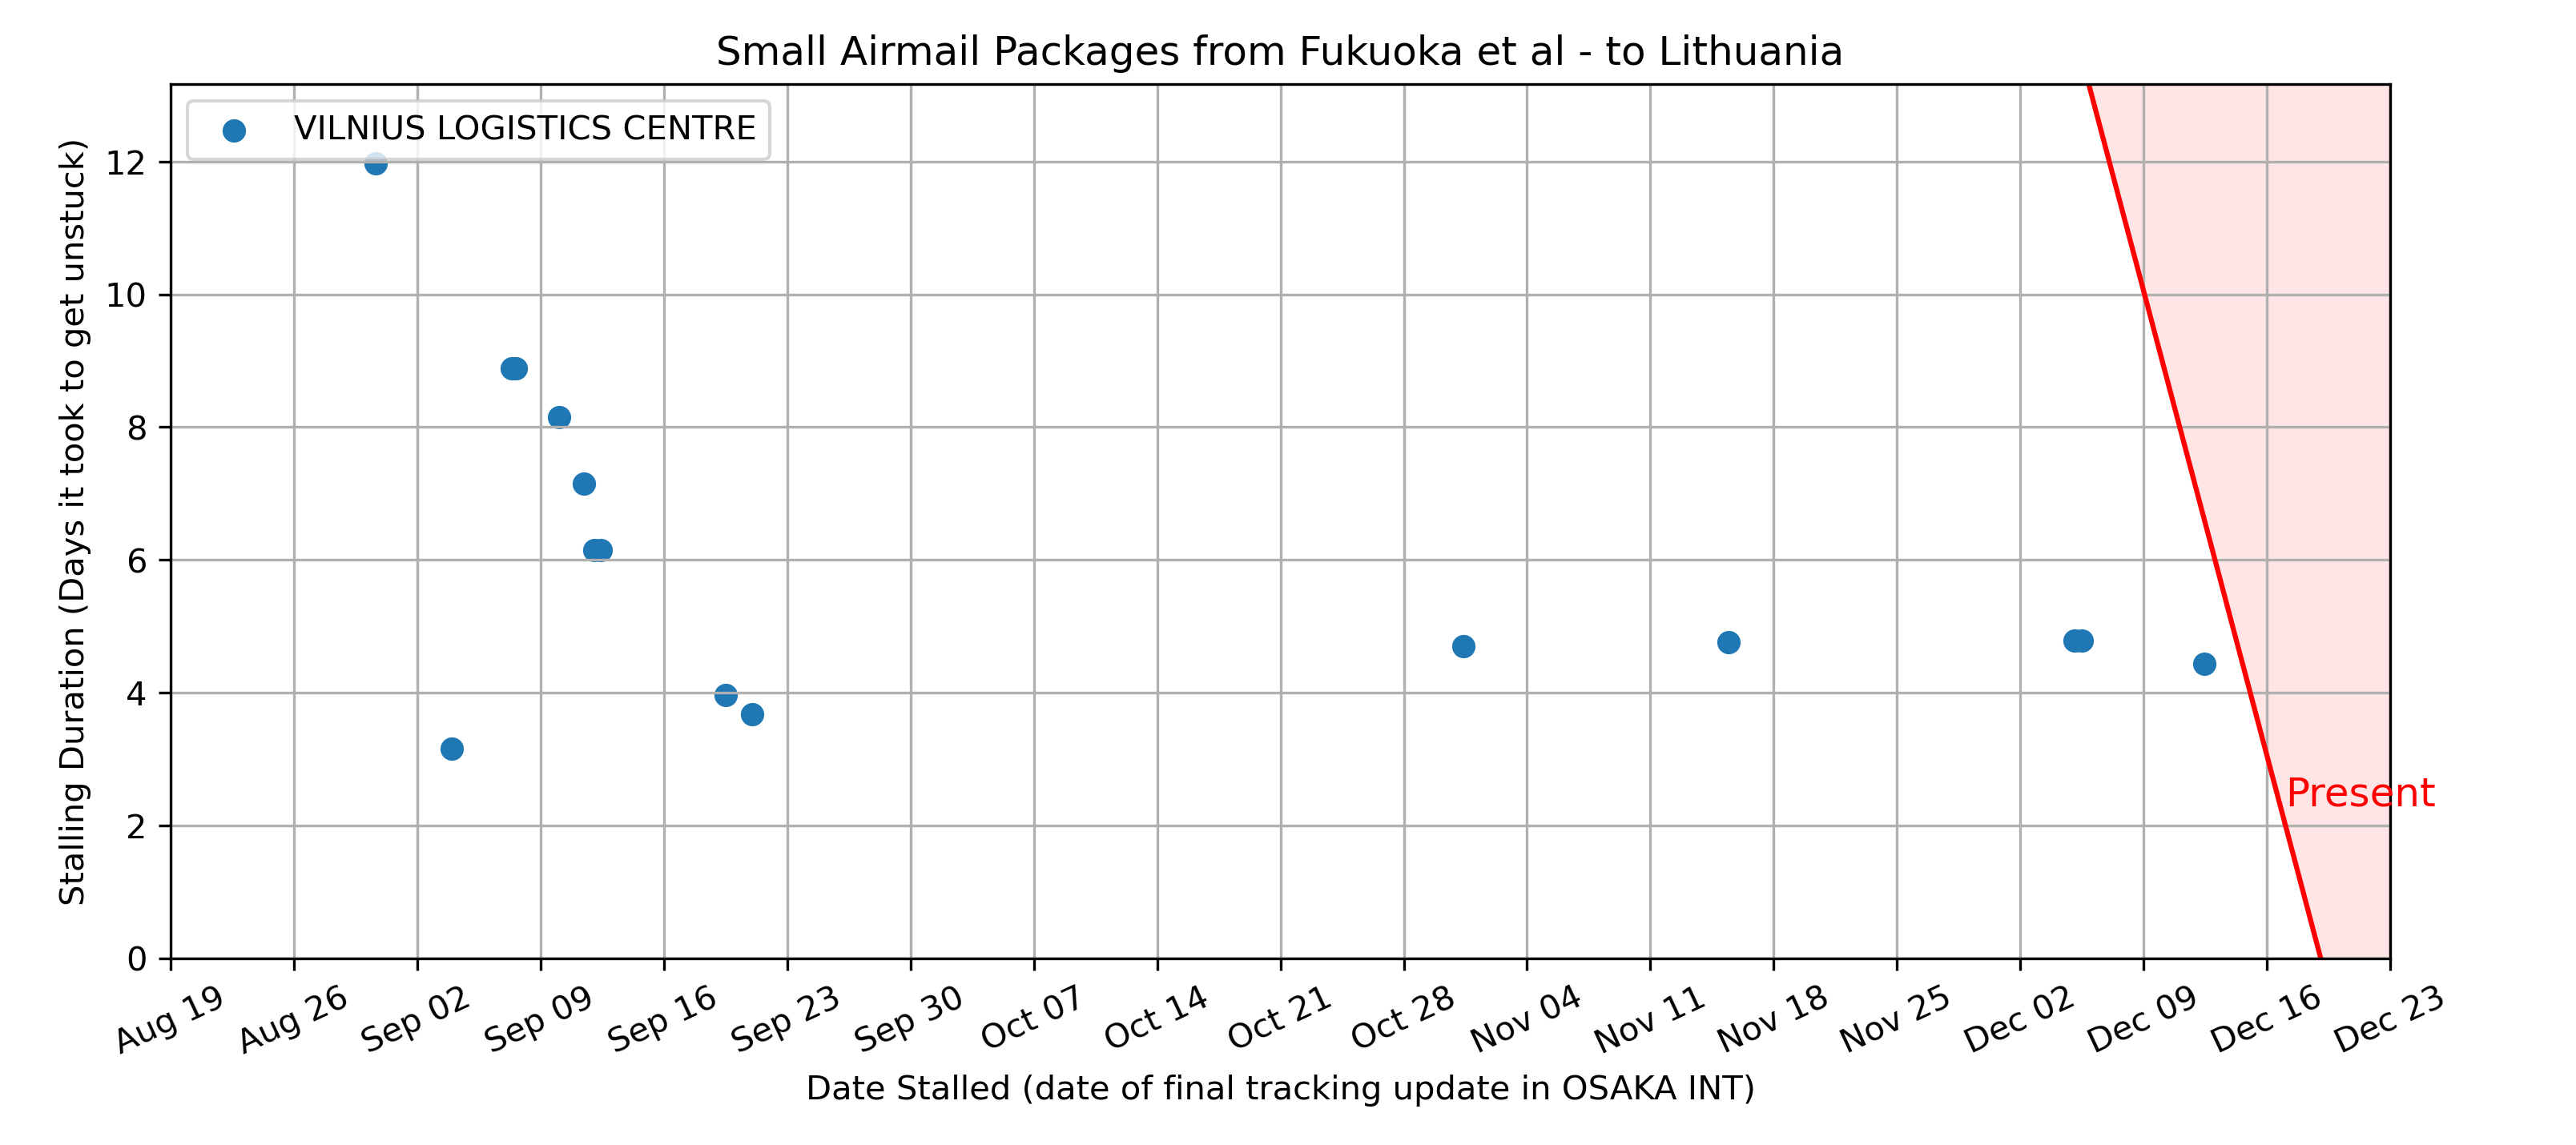 Small Airmail Packages from Fukuoka et al - to Lithuania
VILNIUS LOGISTICS CENTRE
Stalling Duration (Days it took to get unstuck)
12
10
8
6
4
2
0
Present
Aug 19
Aug 26
Sep 02
Sep 09
Sep 16
Sep 23
Sep 30
Oct 07
Oct 14
Oct 21
Oct 28
Nov 04
Nov 11
Nov 18
Nov 25
Dec 02
Dec 09
Dec 16
Dec 23
Date Stalled (date of final tracking update in OSAKA INT)